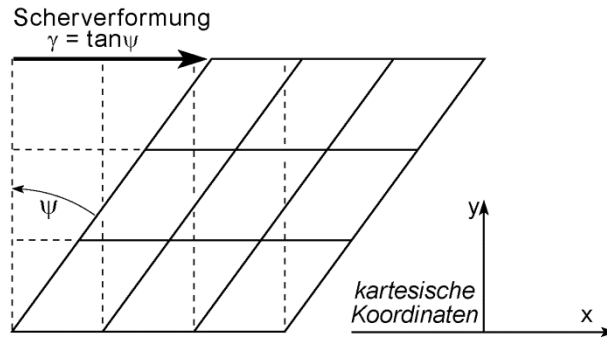 Scherverformung
γ = tanψ
ψ
y
kartesische
Koordinaten
x